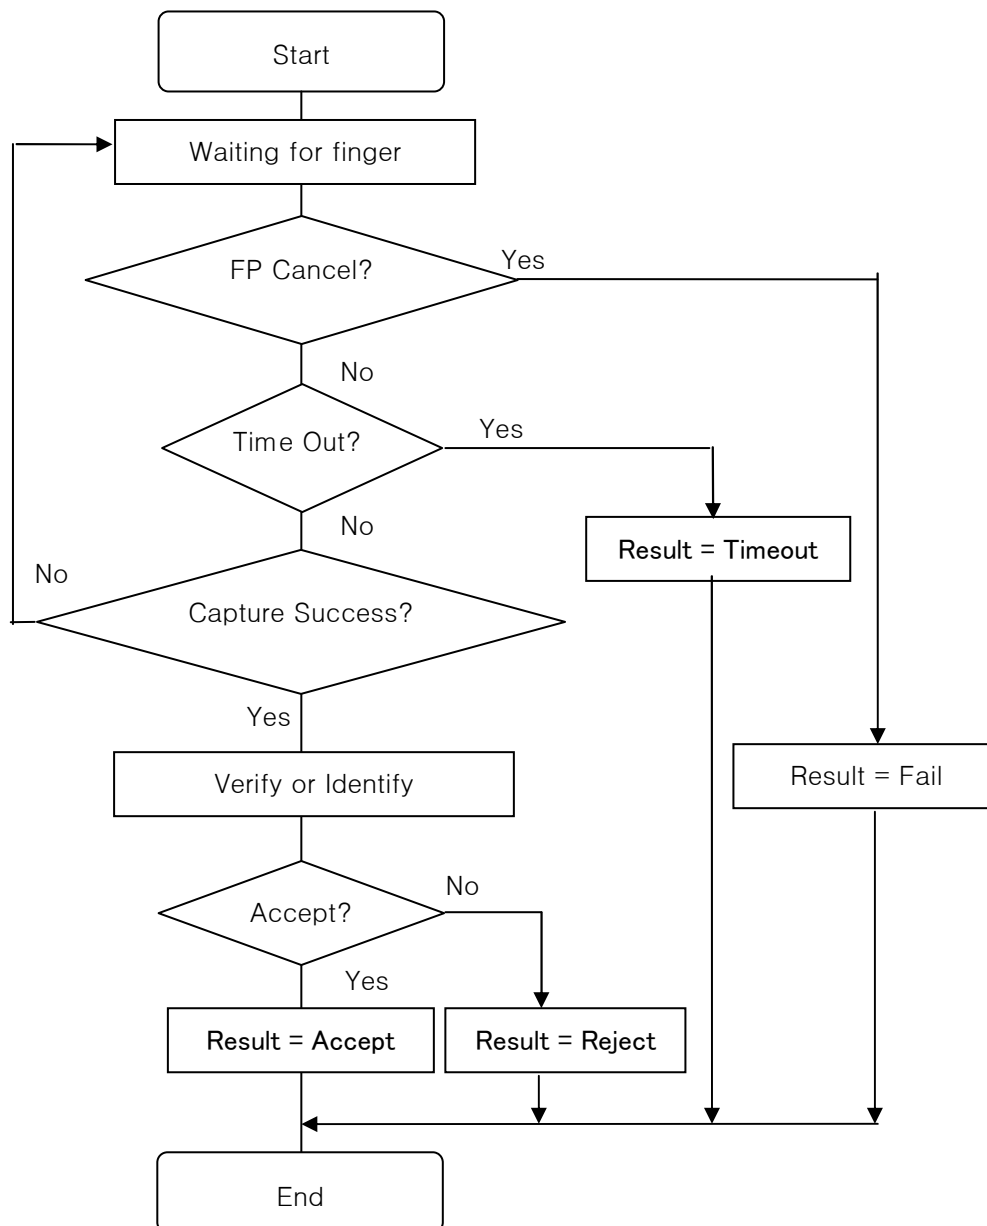 Start
Waiting for finger
FP Cancel?
Yes
No
Time Out?
Yes
No
Result = Timeout
No
Capture Success?
Yes
Verify or Identify
Result = Fail
No
Accept?
Yes
Result = Accept
Result = Reject
End